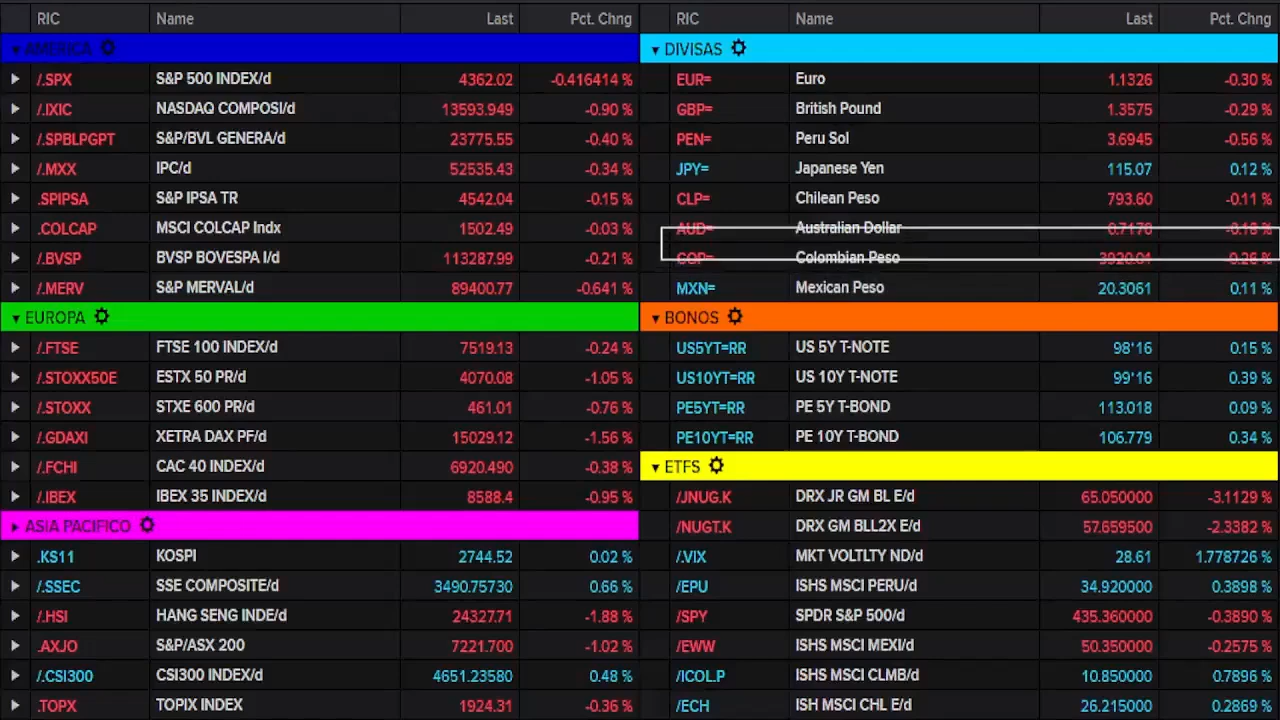 RIC Name Last Pct. Chng
AMERICA
/.SPX S&P 500 INDEX/d 4362.02 -0.416414 %
/.IXIC NASDAQ COMPOSI/d 13593.949 -0.90 %
/.SPBLPGPT S&P/BVL GENERA/d 23775.55 -0.40 %
/.MXX IPC/d 52535.43 -0.34 %
.SPIPSA S&P IPSA TR 4542.04 -0.15 %
.COLCAP MSCI COLCAP Indx 1502.49 -0.03 %
/.BVSP BVSP BOVESPA I/d 113287.99 -0.21 %
/.MERV S&P MERVAL/d 89400.77 -0.641 %
EUROPA
/.FTSE FTSE 100 INDEX/d 7519.13 -0.24 %
/.STOXX50E ESTX 50 PR/d 4070.08 -1.05 %
/.STOXX STXE 600 PR/d 461.01 -0.76 %
/.GDAXI XETRA DAX PF/d 15029.12 -1.56 %
/.FCHI CAC 40 INDEX/d 6920.490 -0.38 %
/.IBEX IBEX 35 INDEX/d 8588.4 -0.95 %
ASIA PACIFICO
.KS11 KOSPI 2744.52 0.02 %
/.SSEC SSE COMPOSITE/d 3490.75730 0.66 %
/.HSI HANG SENG INDE/d 24327.71 -1.88 %
.AXJO S&P/ASX 200 7221.700 -1.02 %
/.CSI300 CSI300 INDEX/d 4651.23580 0.48 %
.TOPX TOPIX INDEX 1924.31 -0.36 %
RIC Name Last Pct. Chng
DIVISAS
EUR= Euro 1.1326 -0.30 %
GBP= British Pound 1.3575 -0.29 %
PEN= Peru Sol 3.6945 -0.56 %
JPY= Japanese Yen 115.07 0.12 %
CLP= Chilean Peso 793.60 -0.11 %
AUD= Australian Dollar 0.7170 -0.18 %
COP= Colombian Peso 3920.01 -0.26 %
MXN= Mexican Peso 20.3061 0.11 %
BONOS
US5YT=RR US 5Y T-NOTE 98'16 0.15 %
US10YT=RR US 10Y T-NOTE 99'16 0.39 %
PE5YT=RR PE 5Y T-BOND 113.018 0.09 %
PE10YT=RR PE 10Y T-BOND 106.779 0.34 %
ETFS
/JNUG.K DRX JR GM BL E/d 65.050000 -3.1129 %
/NUGT.K DRX GM BLL2X E/d 57.659500 -2.3382 %
/.VIX MKT VOLTLTY ND/d 28.61 1.778726 %
/EPU ISHS MSCI PERU/d 34.920000 0.3898 %
/SPY SPDR S&P 500/d 435.360000 -0.3890 %
/EWW ISHS MSCI MEXI/d 50.350000 -0.2575 %
/ICOL.P ISHS MSCI CLMB/d 10.850000 0.7896 %
/ECH ISH MSCI CHL E/d 26.215000 0.2869 %